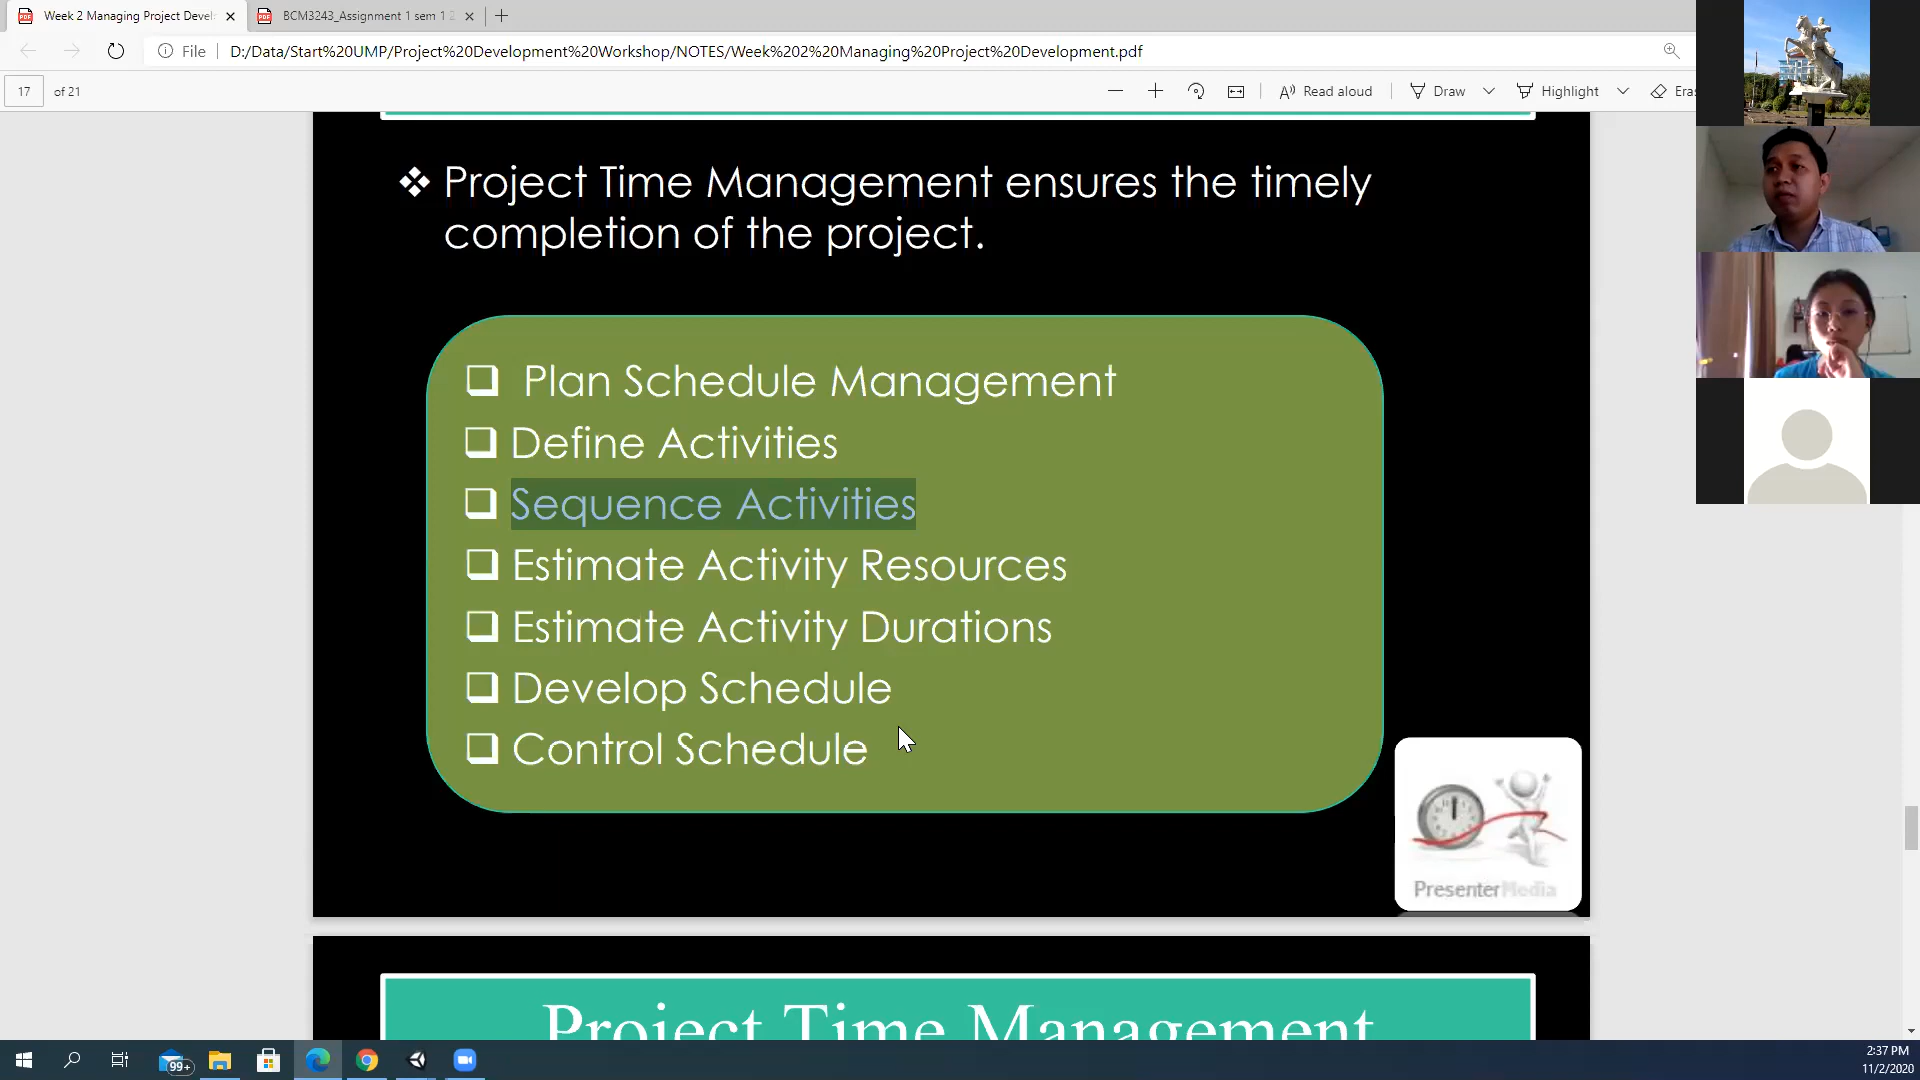 Week 2 Managing Project Devel
BCM3243_Assignment 1 sem 1 2
File
D:/Data/Start%20UMP/Project%20Development%20Workshop/NOTES/Week%202%20Managing%20Project%20Development.pdf
17 of 21
Read aloud
Draw
Highlight
Eras
❖ Project Time Management ensures the timely
completion of the project.
❑ Plan Schedule Management
❑ Define Activities
❑ Sequence Activities
❑ Estimate Activity Resources
❑ Estimate Activity Durations
❑ Develop Schedule
❑ Control Schedule
PresenterMedia
Project Time Management
99+
2:37 PM
11/2/2020